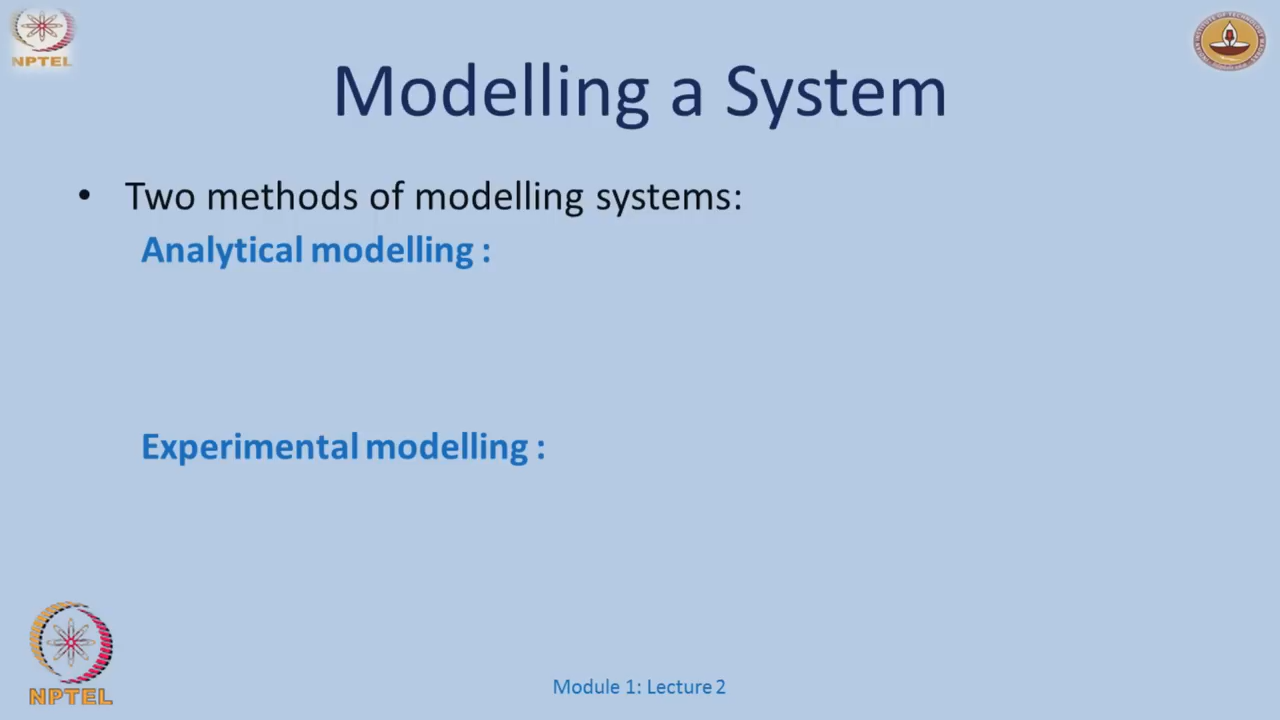 NPTEL
Modelling a System
• Two methods of modelling systems:
Analytical modelling :
Experimental modelling :
NPTEL
Module 1: Lecture 2